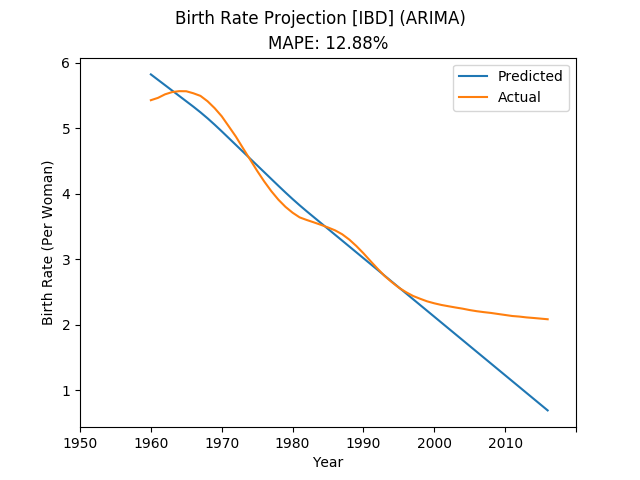 Birth Rate Projection [IBD] (ARIMA)
MAPE: 12.88%
Predicted
Actual
Birth Rate (Per Woman)
6
5
4
3
2
1
1950 1960 1970 1980 1990 2000 2010
Year